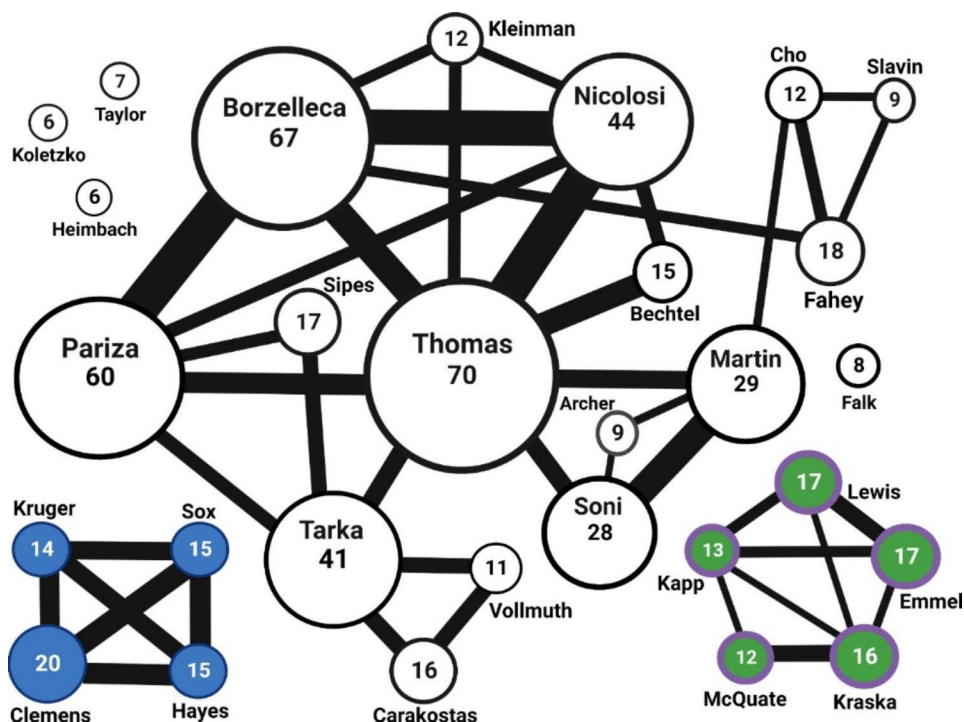 12 Kleinman
Borzelleca
67
Nicolosi
44
Cho
12
Slavin
9
7
Taylor
6
Koletzko
6
Heimbach
18
Fahey
15
Bechtel
Sipes
17
Pariza
60
Thomas
70
Martin
29
8
Falk
Archer
9
Soni
28
Tarka
41
11
Vollmuth
16
Carakostas
Kruger
14
Sox
15
20
Clemens
15
Hayes
17
Lewis
13
Kapp
17
Emmel
12
McQuate
16
Kraska